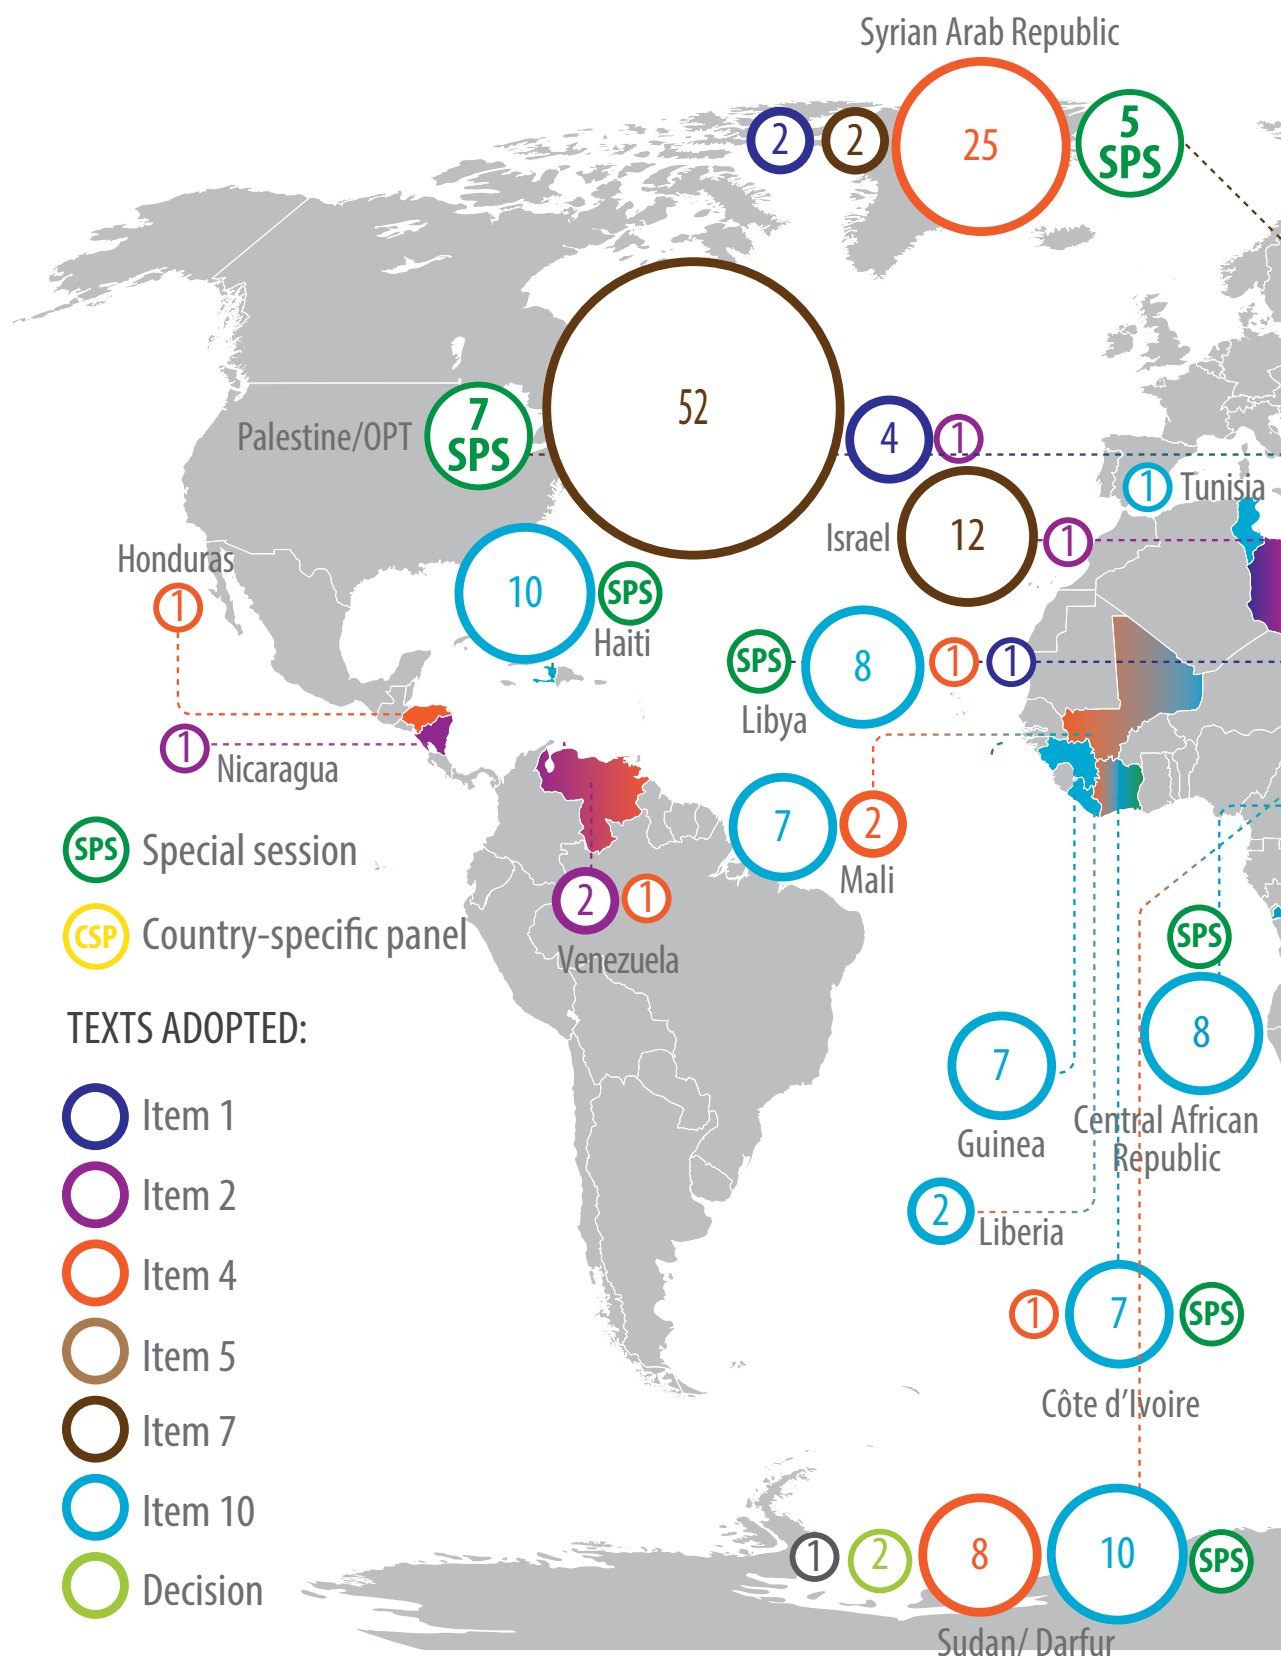 Syrian Arab Republic
2
2
25
5
SPS
52
Palestine/OPT
7
SPS
4
1
1
Tunisia
Israel
12
1
Honduras
1
10
SPS
Haiti
SPS
8
1
1
Libya
1
Nicaragua
7
2
Mali
2
1
Venezuela
SPS
Special session
CSP
Country-specific panel
SPS
8
Central African
Republic
TEXTS ADOPTED:
7
Guinea
Item 1
Item 2
2
Liberia
Item 4
1
7
SPS
Côte d'Ivoire
Item 5
Item 7
Item 10
Decision
1
2
8
10
SPS
Sudan/ Darfur